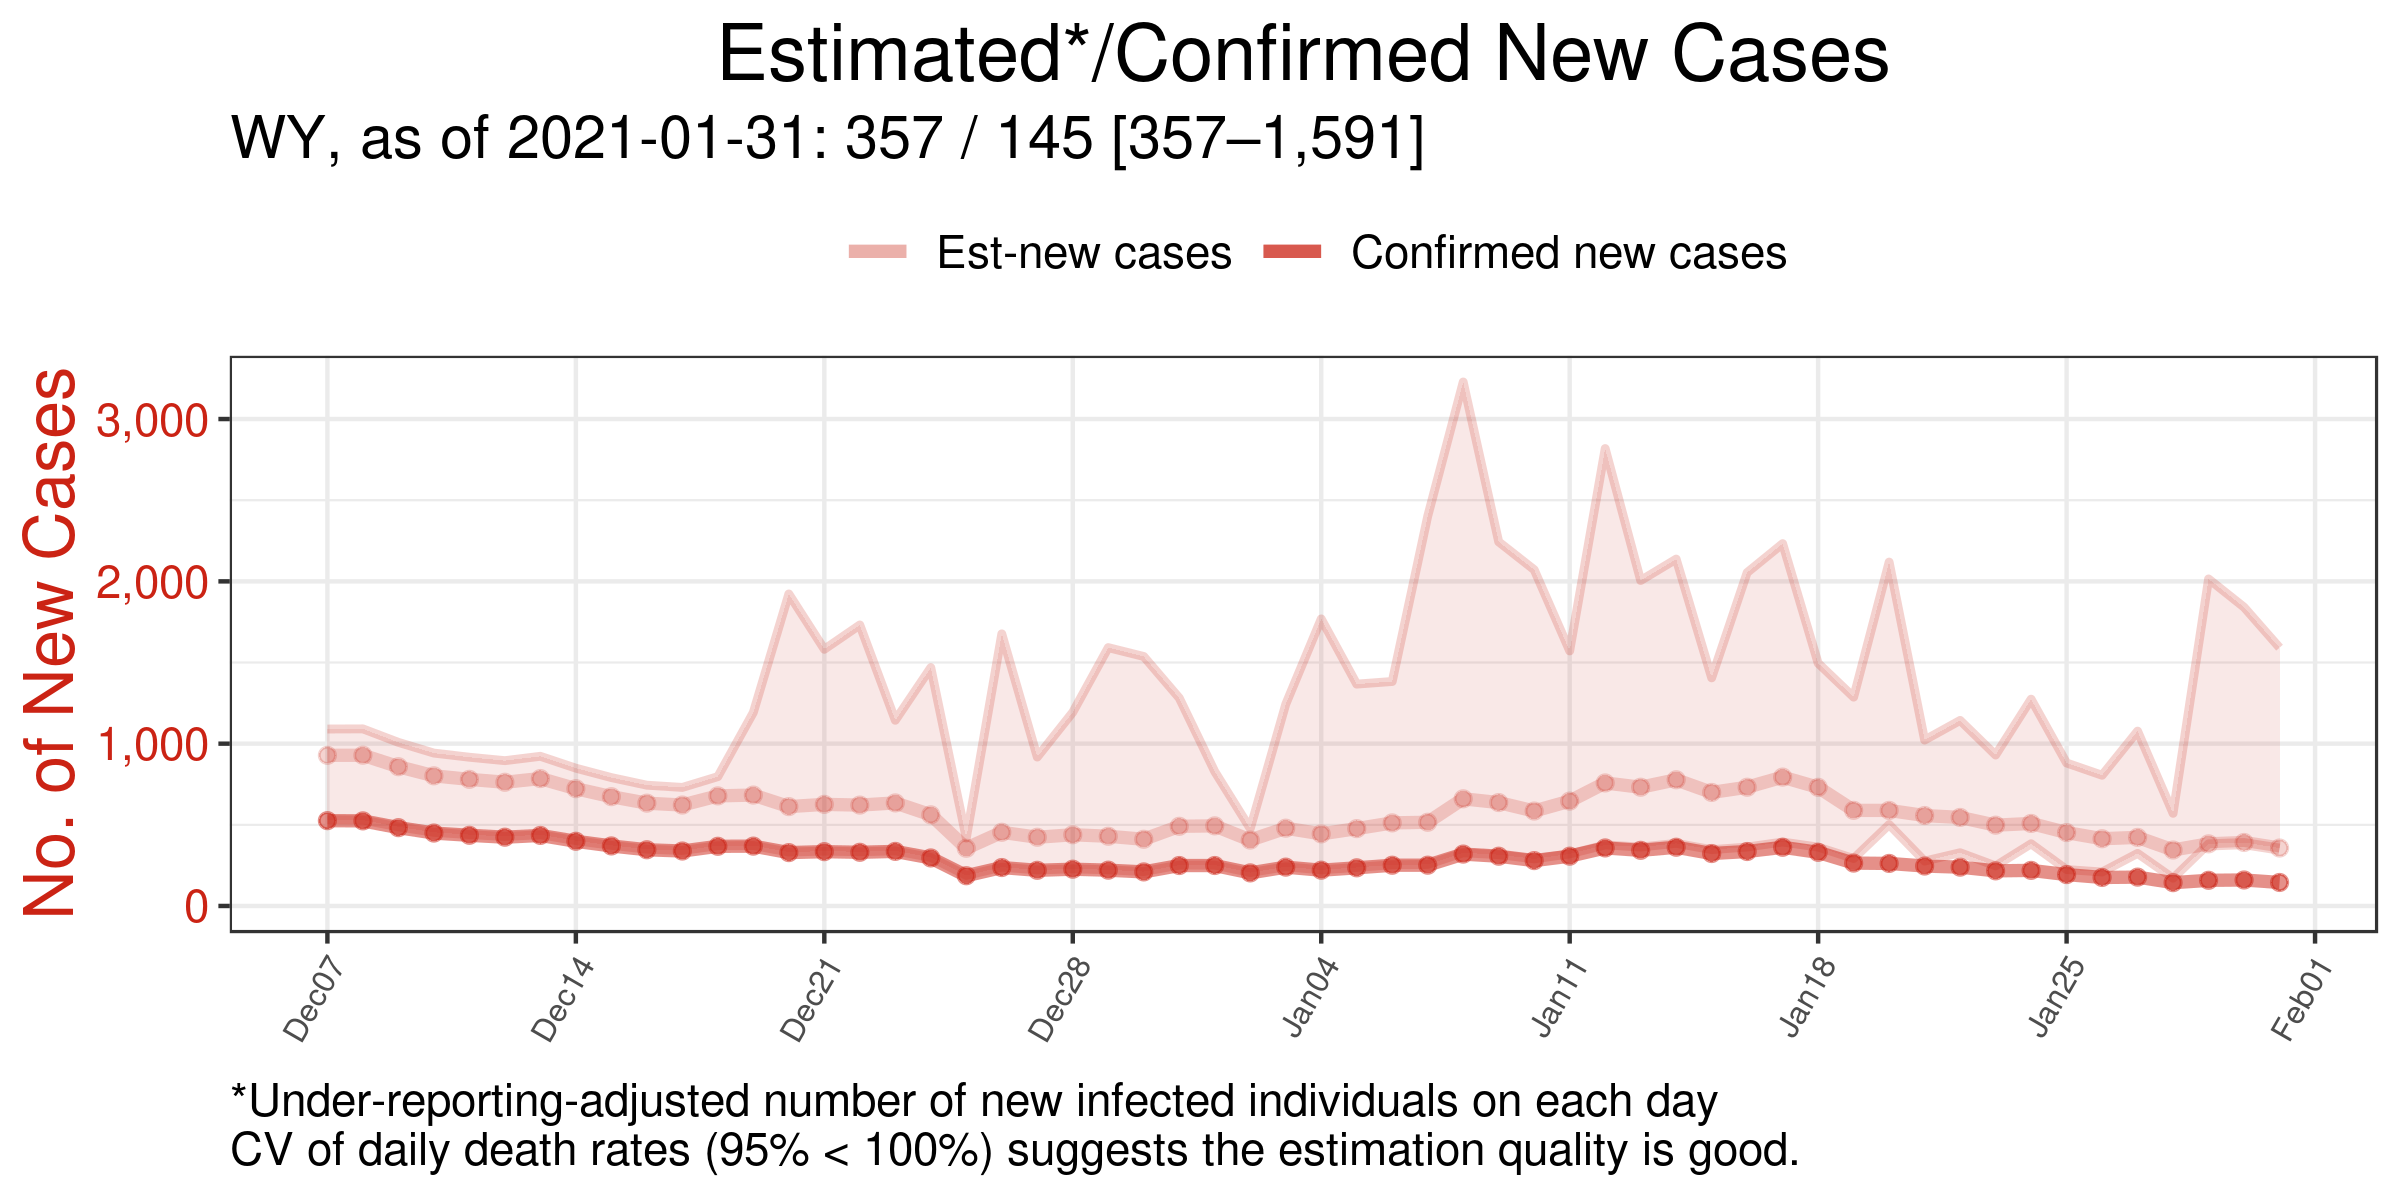 Estimated*/Confirmed New Cases
WY, as of 2021-01-31: 357 / 145 [357–1,591]
Est-new cases Confirmed new cases
No. of New Cases
3,000
2,000
1,000
0
Dec07 Dec14 Dec21 Dec28 Jan04 Jan11 Jan18 Jan25 Feb01
*Under-reporting-adjusted number of new infected individuals on each day
CV of daily death rates (95% < 100%) suggests the estimation quality is good.